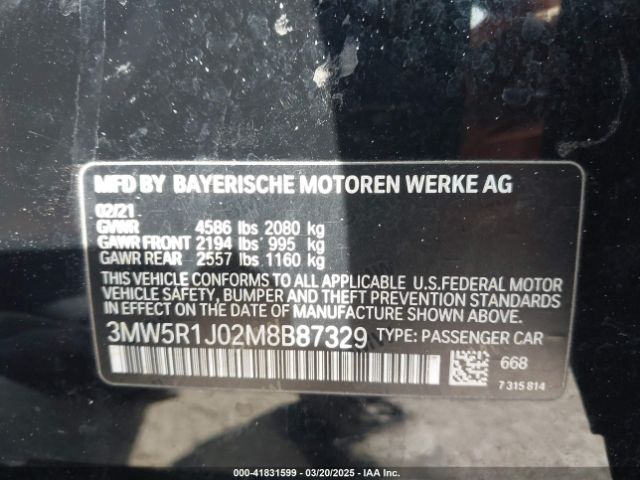 MFD BY BAYERISCHE MOTOREN WERKE AG
02/21
GVWR 4586 lbs 2080 kg
GAWR FRONT 2194 lbs 995 kg
GAWR REAR 2557 lbs 1160 kg
THIS VEHICLE CONFORMS TO ALL APPLICABLE U.S.FEDERAL MOTOR
VEHICLE SAFETY, BUMPER AND THEFT PREVENTION STANDARDS
IN EFFECT ON THE DATE OF MANUFACTURE SHOWN ABOVE.
3MW5R1J02M8B87329 TYPE: PASSENGER CAR
668
7 315 814
000-41831599 — 03/20/2025 — IAA Inc.